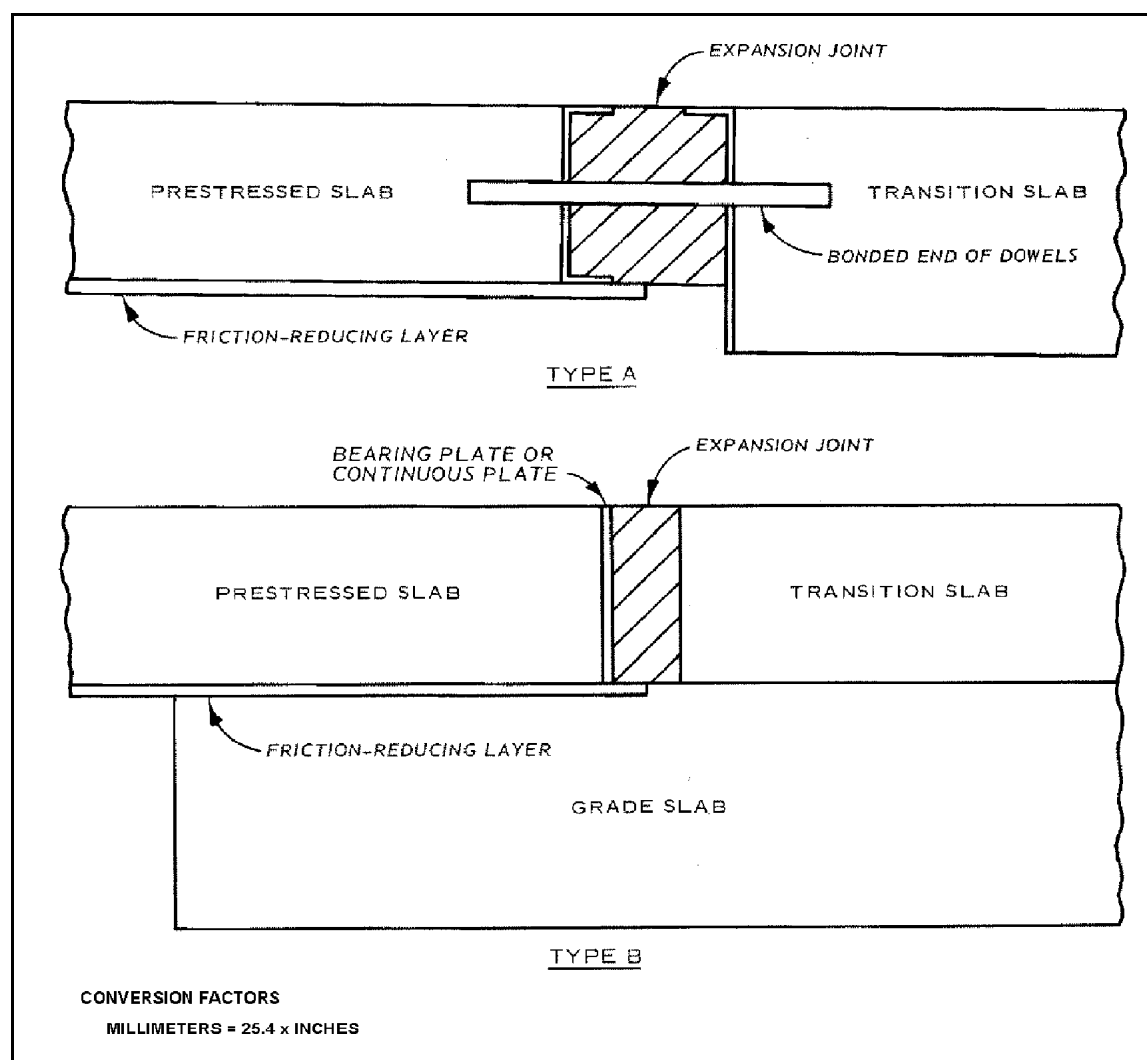 EXPANSION JOINT
PRESTRESSED SLAB
TRANSITION SLAB
BONDED END OF DOWELS
FRICTION-REDUCING LAYER
TYPE A
BEARING PLATE OR
CONTINUOUS PLATE
EXPANSION JOINT
PRESTRESSED SLAB
TRANSITION SLAB
FRICTION-REDUCING LAYER
GRADE SLAB
TYPE B
CONVERSION FACTORS
MILLIMETERS = 25.4 x INCHES